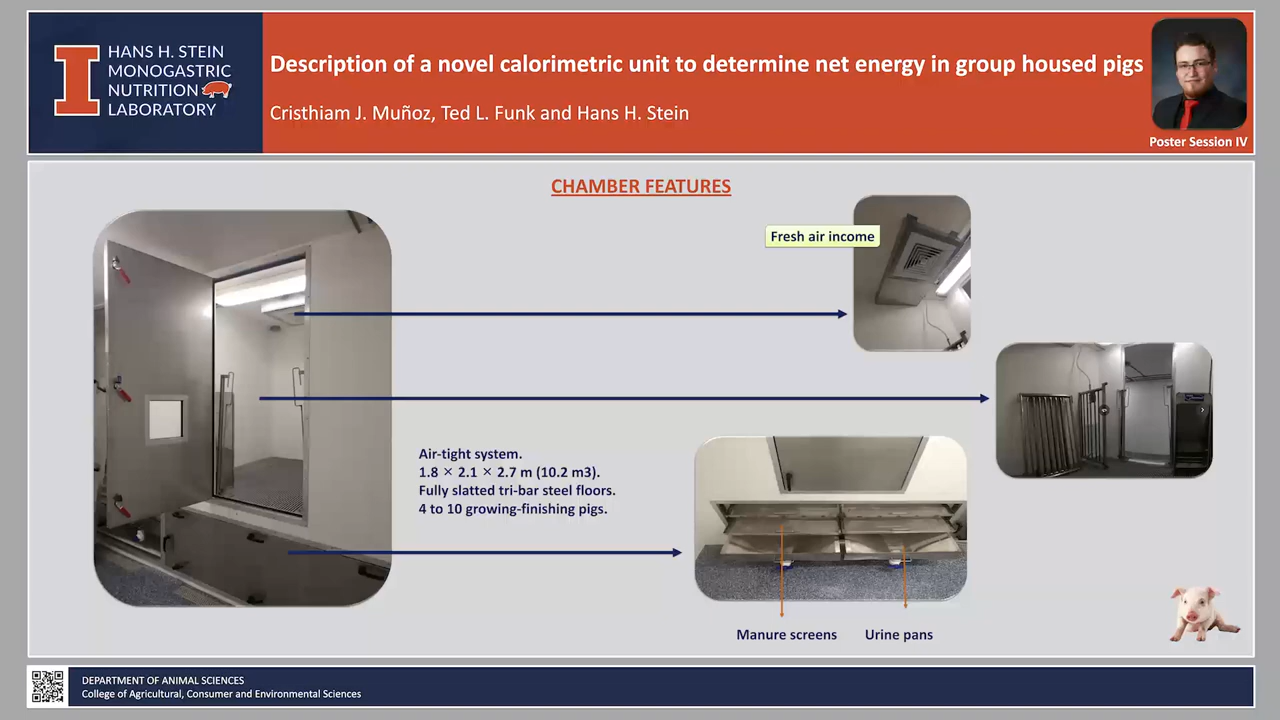 HANS H. STEIN
MONOGASTRIC
NUTRITION
LABORATORY
Description of a novel calorimetric unit to determine net energy in group housed pigs
Cristhiam J. Muñoz, Ted L. Funk and Hans H. Stein
Poster Session IV
CHAMBER FEATURES
Fresh air income
Air-tight system.
1.8 × 2.1 × 2.7 m (10.2 m3).
Fully slatted tri-bar steel floors.
4 to 10 growing-finishing pigs.
Manure screens
Urine pans
DEPARTMENT OF ANIMAL SCIENCES
College of Agricultural, Consumer and Environmental Sciences